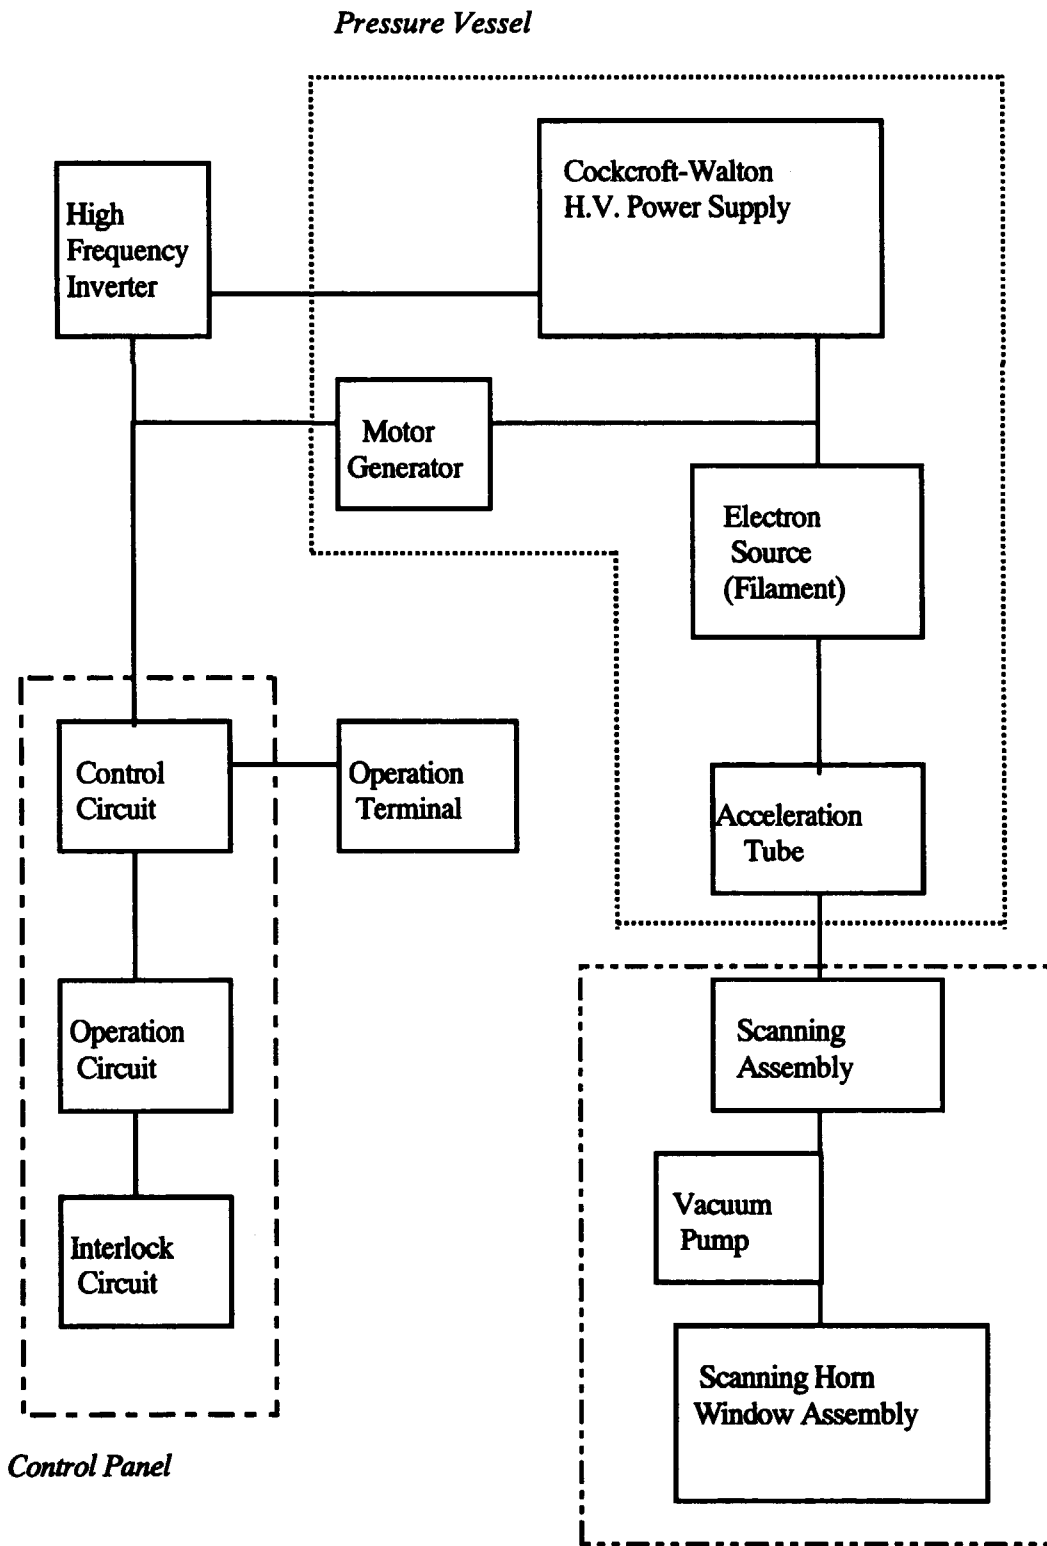 Pressure Vessel
Cockcroft-Walton
H.V. Power Supply
High
Frequency
Inverter
Motor
Generator
Electron
Source
(Filament)
Control
Circuit
Operation
Terminal
Acceleration
Tube
Operation
Circuit
Scanning
Assembly
Vacuum
Pump
Interlock
Circuit
Scanning Horn
Window Assembly
Control Panel